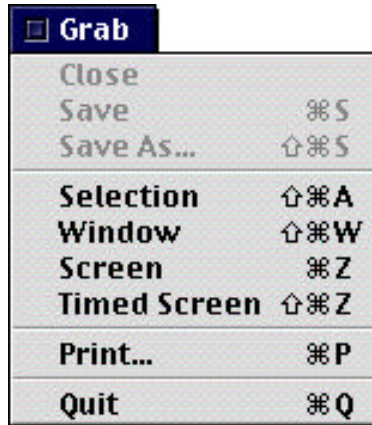 Grab
Close
Save ⌘S
Save As... ⇧⌘S
Selection ⇧⌘A
Window ⇧⌘W
Screen ⌘Z
Timed Screen ⇧⌘Z
Print... ⌘P
Quit ⌘Q